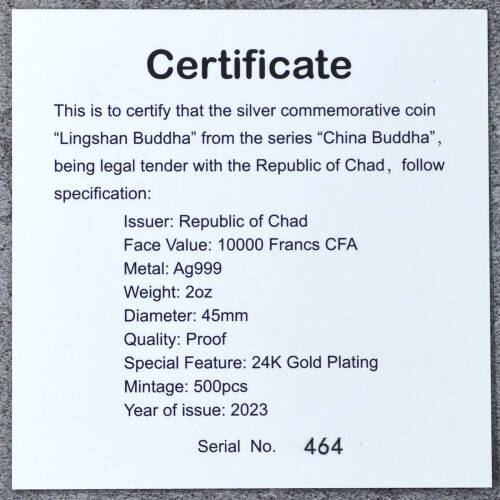 Certificate
This is to certify that the silver commemorative coin
“Lingshan Buddha” from the series “China Buddha”,
being legal tender with the Republic of Chad, follow
specification:
Issuer: Republic of Chad
Face Value: 10000 Francs CFA
Metal: Ag999
Weight: 2oz
Diameter: 45mm
Quality: Proof
Special Feature: 24K Gold Plating
Mintage: 500pcs
Year of issue: 2023
Serial No. 464